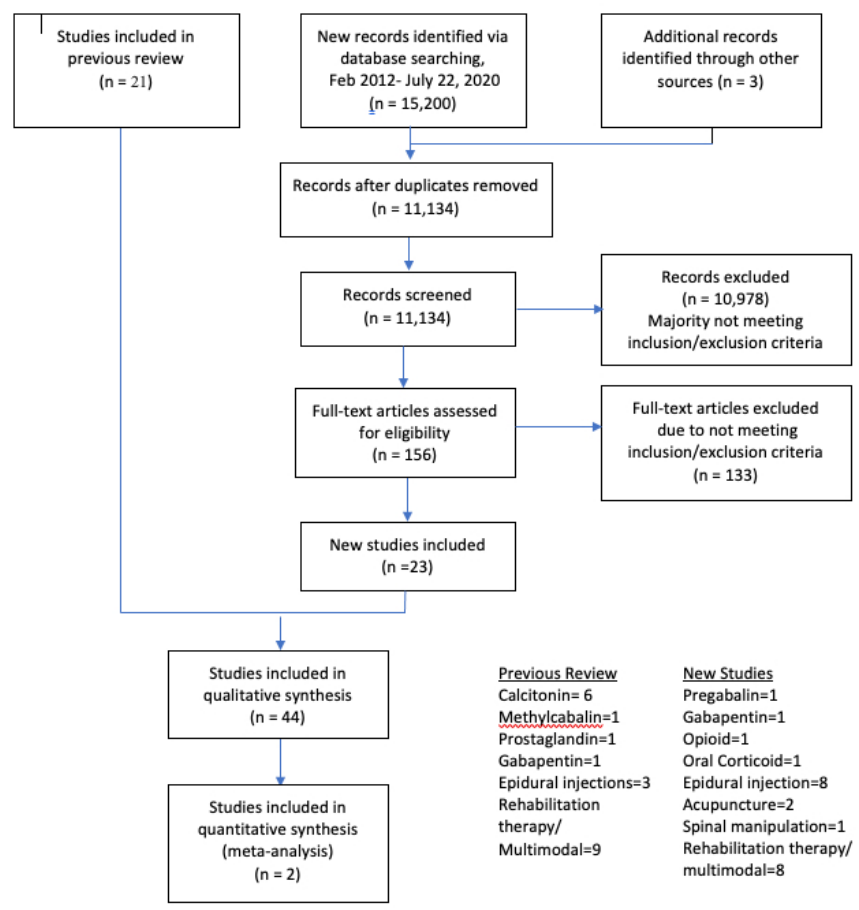 Studies included in
previous review
(n = 21)
New records identified via
database searching,
Feb 2012- July 22, 2020
(n = 15,200)
Additional records
identified through other
sources (n = 3)
Records after duplicates removed
(n = 11,134)
Records screened
(n = 11,134)
Records excluded
(n = 10,978)
Majority not meeting
inclusion/exclusion criteria
Full-text articles assessed
for eligibility
(n = 156)
Full-text articles excluded
due to not meeting
inclusion/exclusion criteria
(n = 133)
New studies included
(n =23)
Studies included in
qualitative synthesis
(n = 44)
Studies included in
quantitative synthesis
(meta-analysis)
(n = 2)
Previous Review
Calcitonin= 6
Methylcabalin=1
Prostaglandin=1
Gabapentin=1
Epidural injections=3
Rehabilitation
therapy/
Multimodal=9
New Studies
Pregabalin=1
Gabapentin=1
Opioid=1
Oral Corticoid=1
Epidural injection=8
Acupuncture=2
Spinal manipulation=1
Rehabilitation therapy/
multimodal=8